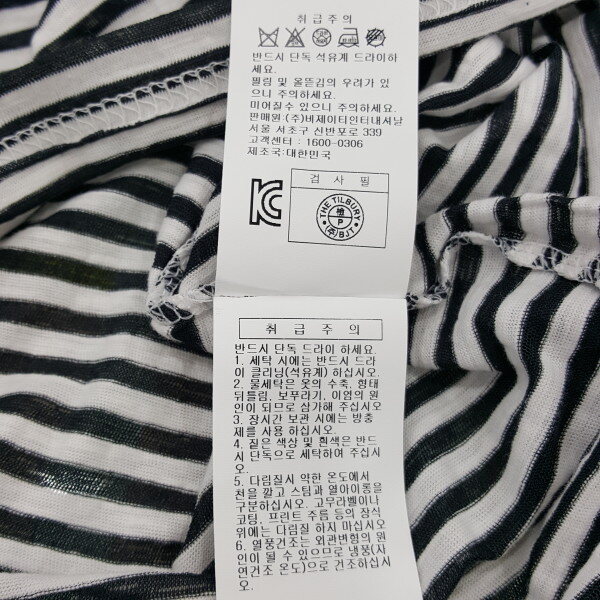 취급주의
반드시 단독 석유계 드라이하
세요.
필링 및 올뜯김의 우려가 있
으니 주의하세요.
미어질수 있으니 주의하세요.
판매원:(주)비제이티인터내셔날
서울 서초구 신반포로 339
고객센터 : 1600-0306
제조국:대한민국
검사필
THE TILBURY
檢
P
(주)BJT
취급주의
반드시 단독 드라이 하세요.
1. 세탁 시에는 반드시 드라
이 클리닝(석유계) 하십시오.
2. 물세탁은 옷의 수축, 형태
뒤틀림, 보푸라기, 이염의 원
인이 되므로 삼가해 주십시오
3. 장시간 보관 시에는 방충
제를 사용 하십시오.
4. 짙은 색상 및 흰색은 반드
시 단독으로 세탁하여 주십시
오.
5. 다림질시 약한 온도에서
천을 깔고 스팀과 열아이롱을
구분하십시오. 고무라벨이나
코팅, 프린트 주름 등의 장식
위에는 다림질 하지 마십시오
6. 열풍건조는 외관변형의 원
인이 될 수 있으므로 냉풍(자
연건조 온도)으로 건조하십시
오.